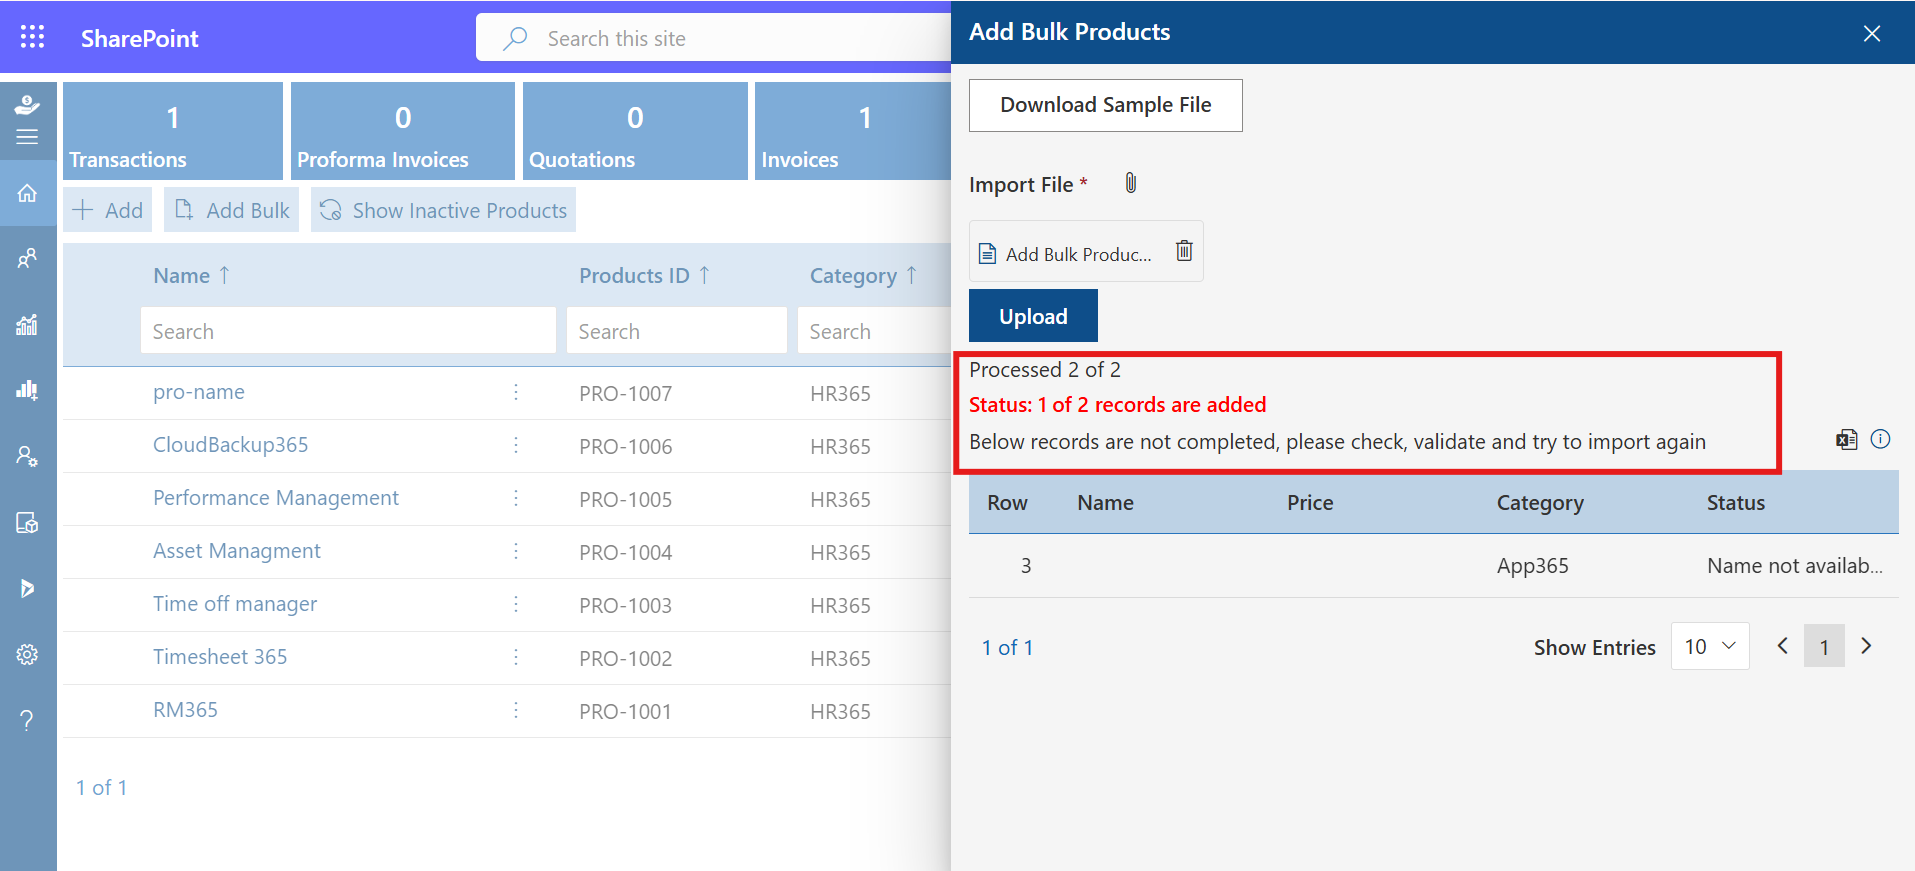 SharePoint
Search this site
1
Transactions
0
Proforma Invoices
0
Quotations
1
Invoices
Add
Add Bulk
Show Inactive Products
Name ↑
Products ID ↑
Category ↑
Search
Search
Search
pro-name
PRO-1007
HR365
CloudBackup365
PRO-1006
HR365
Performance Management
PRO-1005
HR365
Asset Managment
PRO-1004
HR365
Time off manager
PRO-1003
HR365
Timesheet 365
PRO-1002
HR365
RM365
PRO-1001
HR365
1 of 1
Add Bulk Products
Download Sample File
Import File *
Add Bulk Produc...
Upload
Processed 2 of 2
Status: 1 of 2 records are added
Below records are not completed, please check, validate and try to import again
Row
Name
Price
Category
Status
3
App365
Name not availab...
1 of 1
Show Entries
10
1